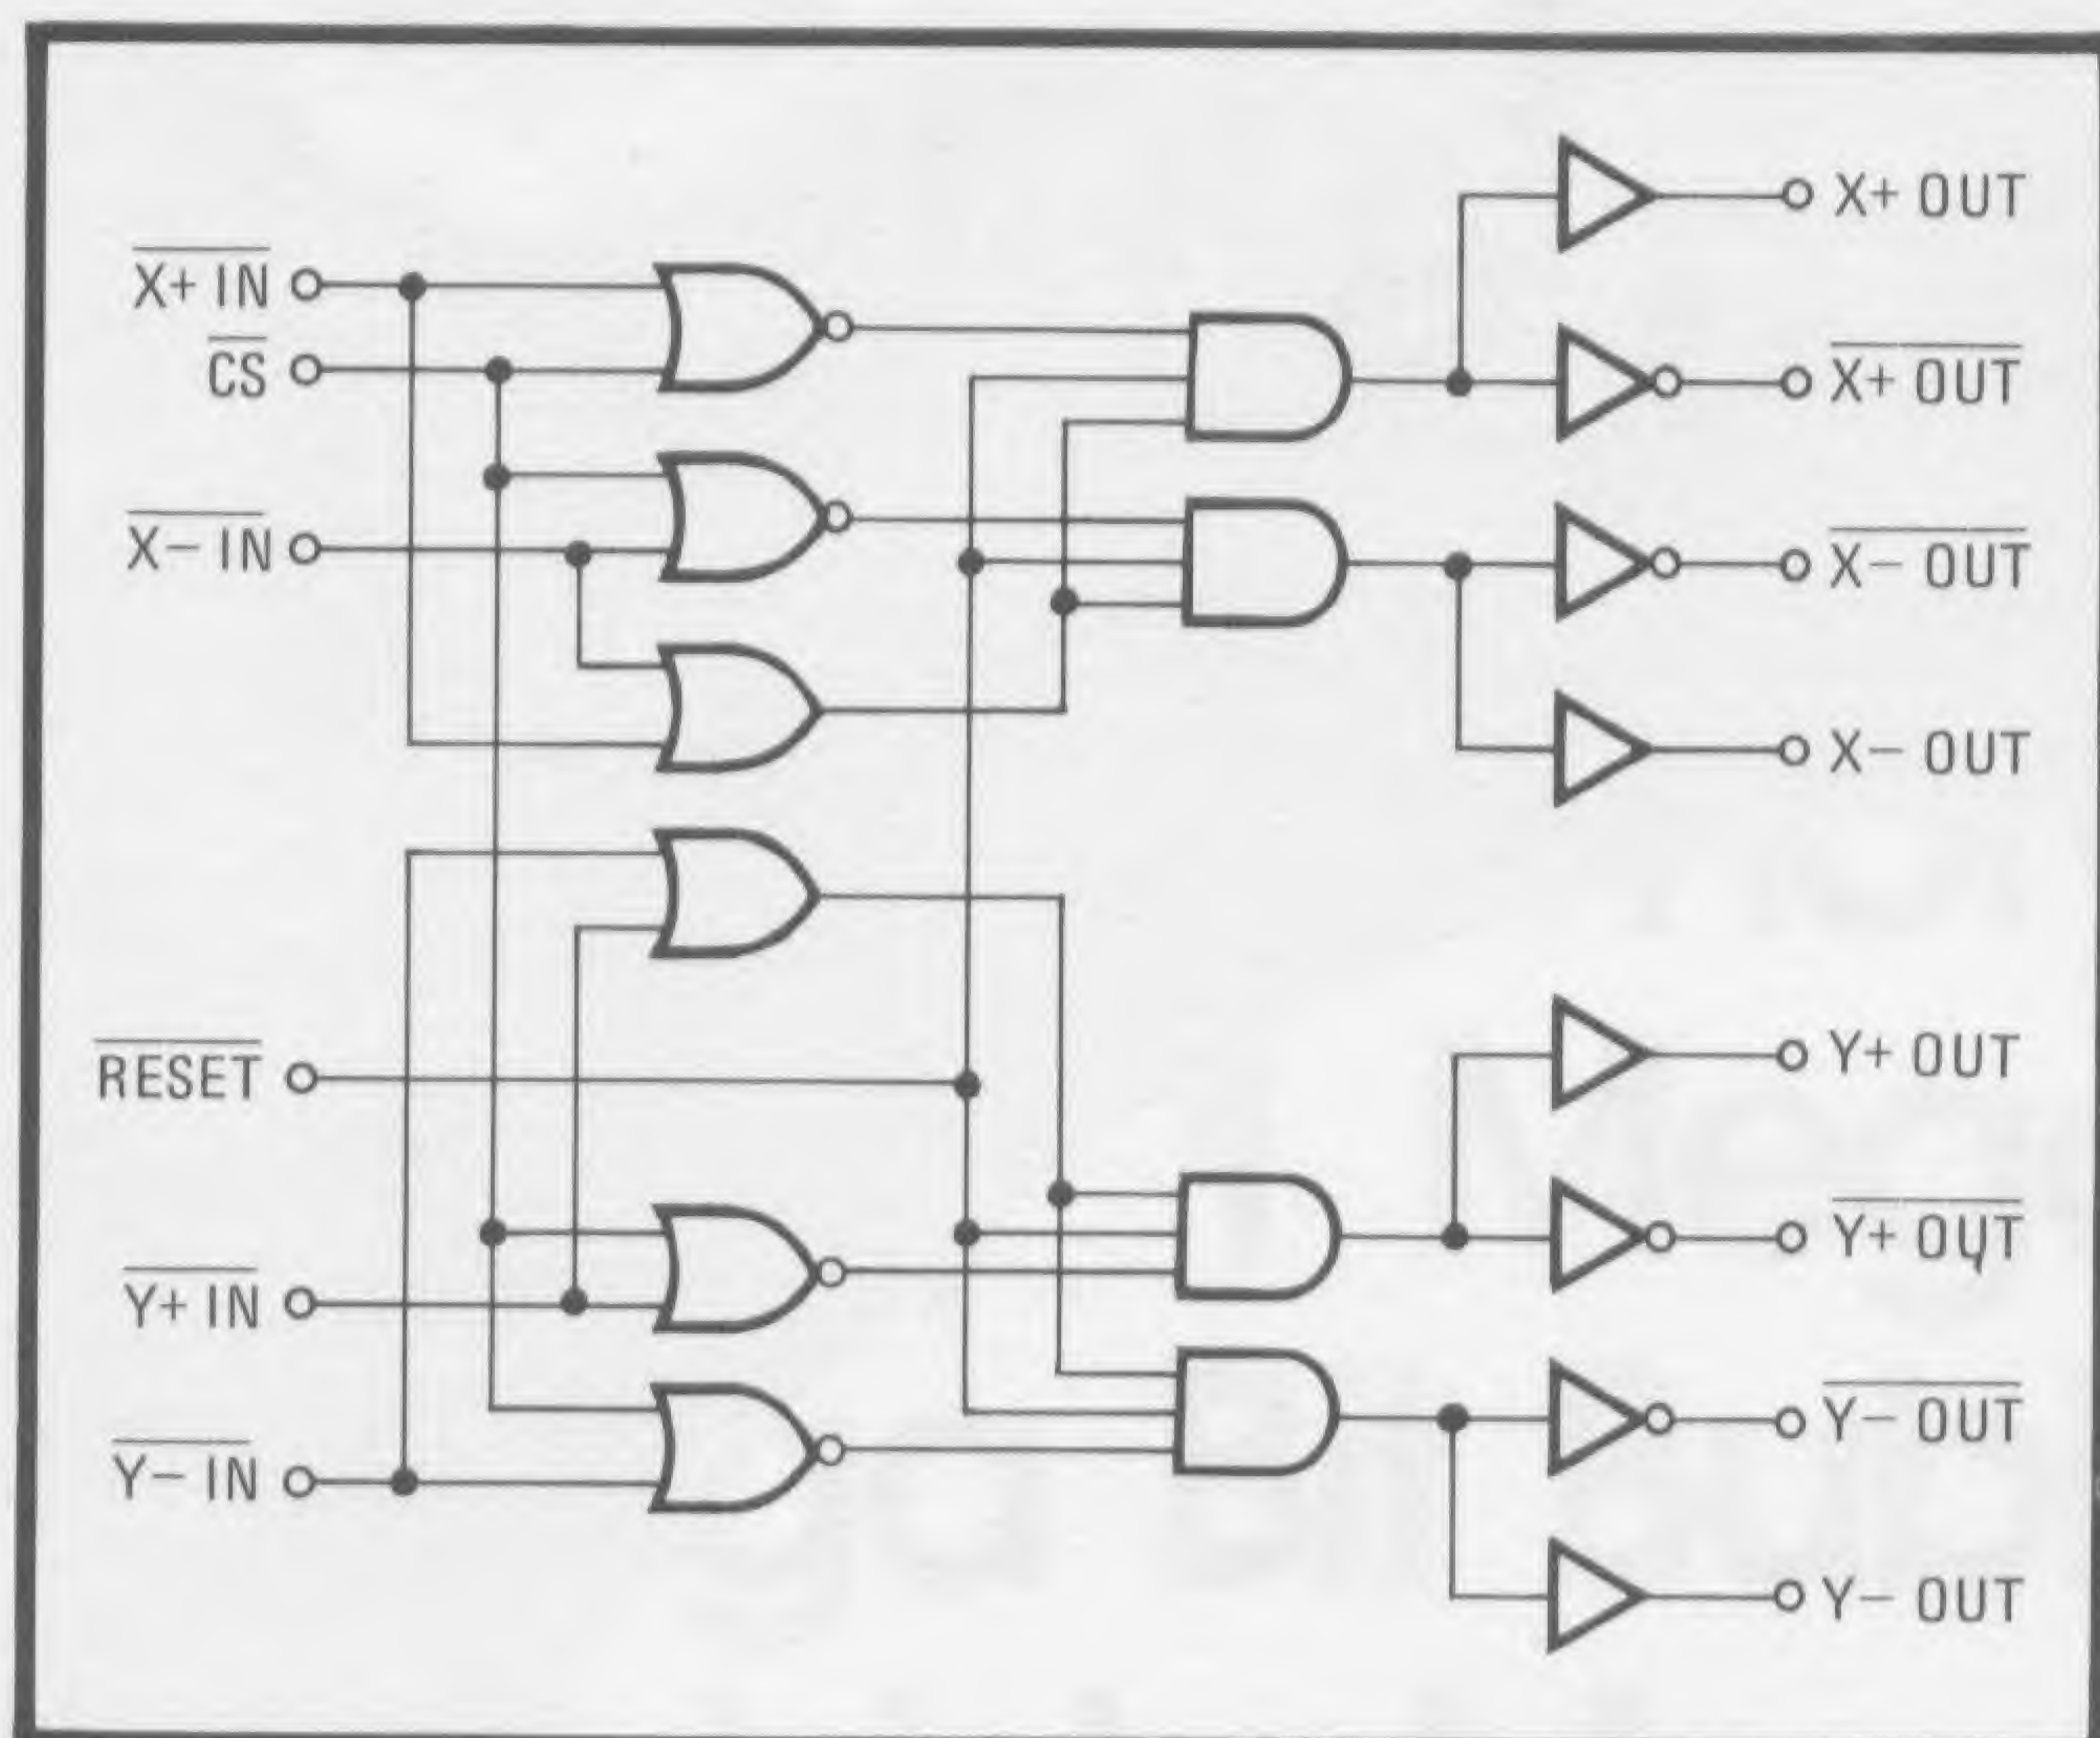 X+ OUT
X+ IN
CS
X+ OUT
X− IN
X− OUT
X− OUT
RESET
Y+ OUT
Y+ IN
Y+ OUT
Y− IN
Y− OUT
Y− OUT